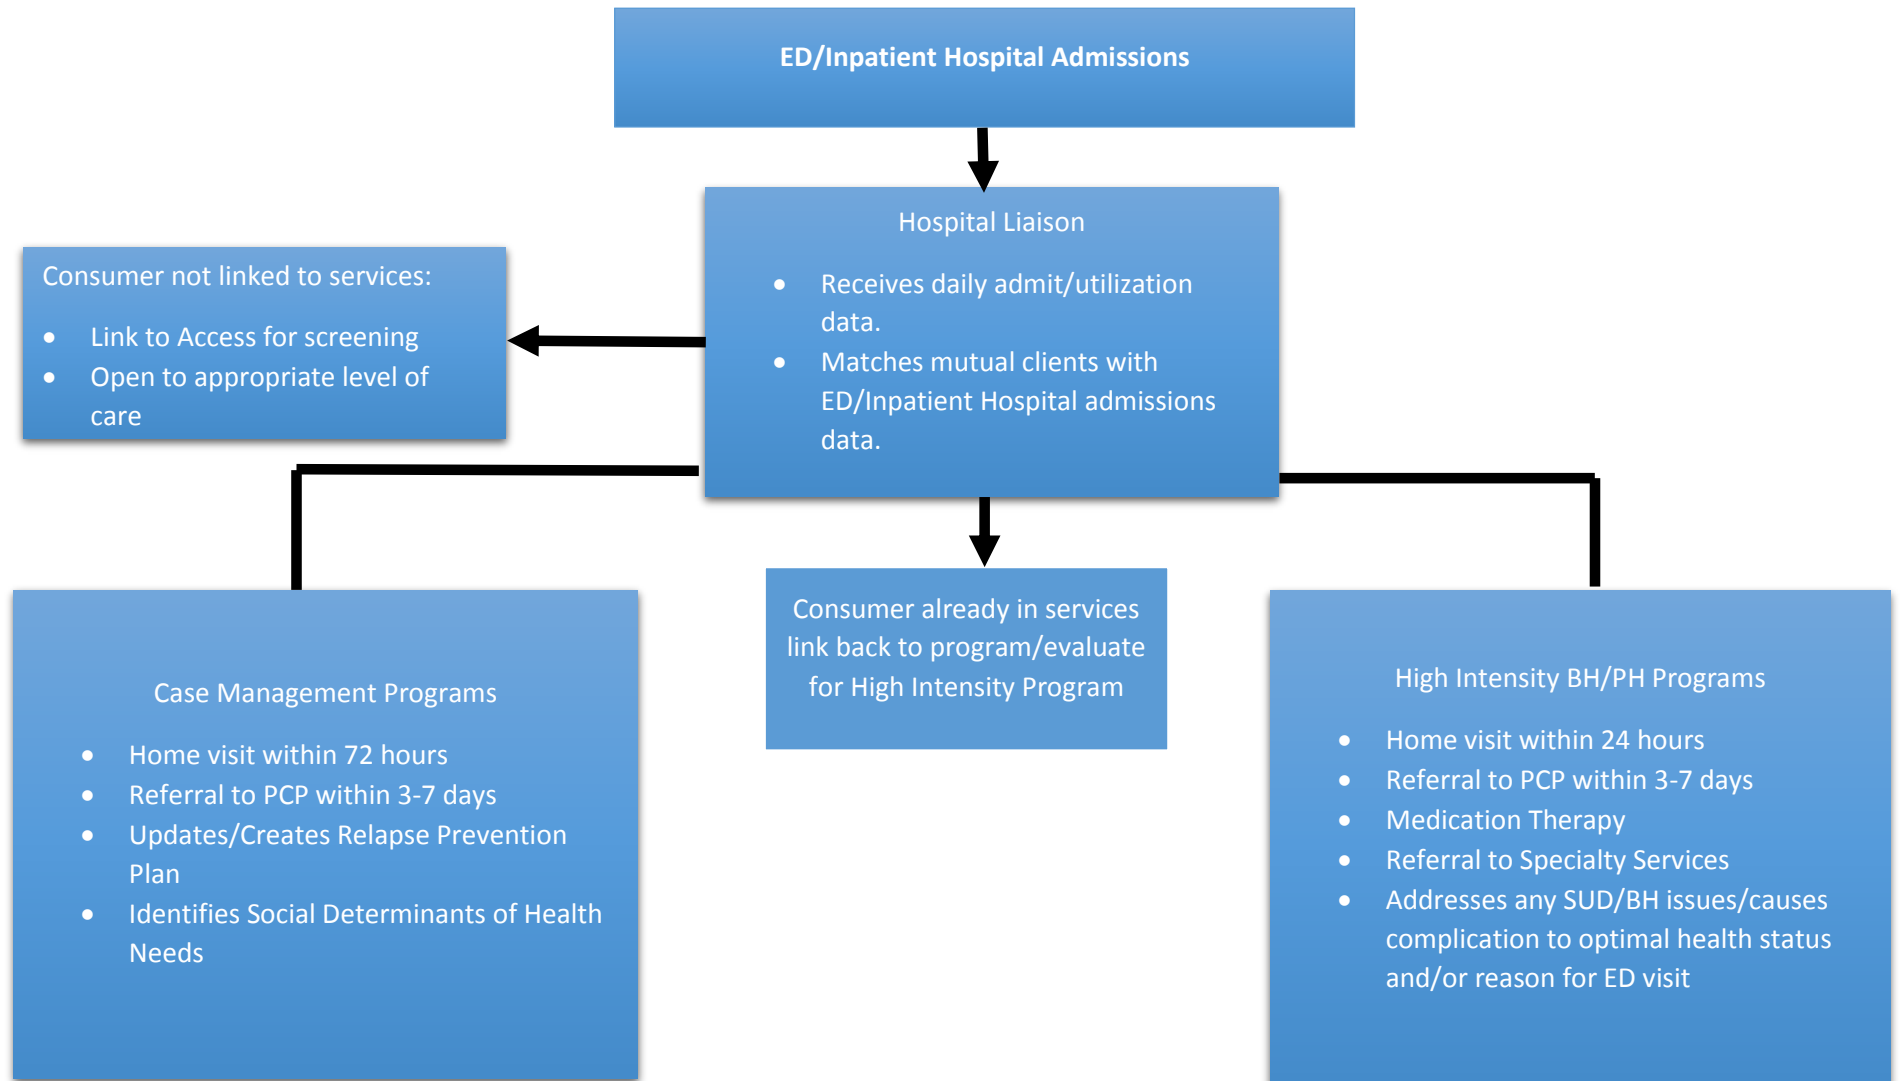 ED/Inpatient Hospital Admissions
Hospital Liaison
• Receives daily admit/utilization
data.
• Matches mutual clients with
ED/Inpatient Hospital admissions
data.
Consumer not linked to services:
• Link to Access for screening
• Open to appropriate level of
care
Case Management Programs
• Home visit within 72 hours
• Referral to PCP within 3-7 days
• Updates/Creates Relapse Prevention
Plan
• Identifies Social Determinants of Health
Needs
Consumer already in services
link back to program/evaluate
for High Intensity Program
High Intensity BH/PH Programs
• Home visit within 24 hours
• Referral to PCP within 3-7 days
• Medication Therapy
• Referral to Specialty Services
• Addresses any SUD/BH issues/causes
complication to optimal health status
and/or reason for ED visit